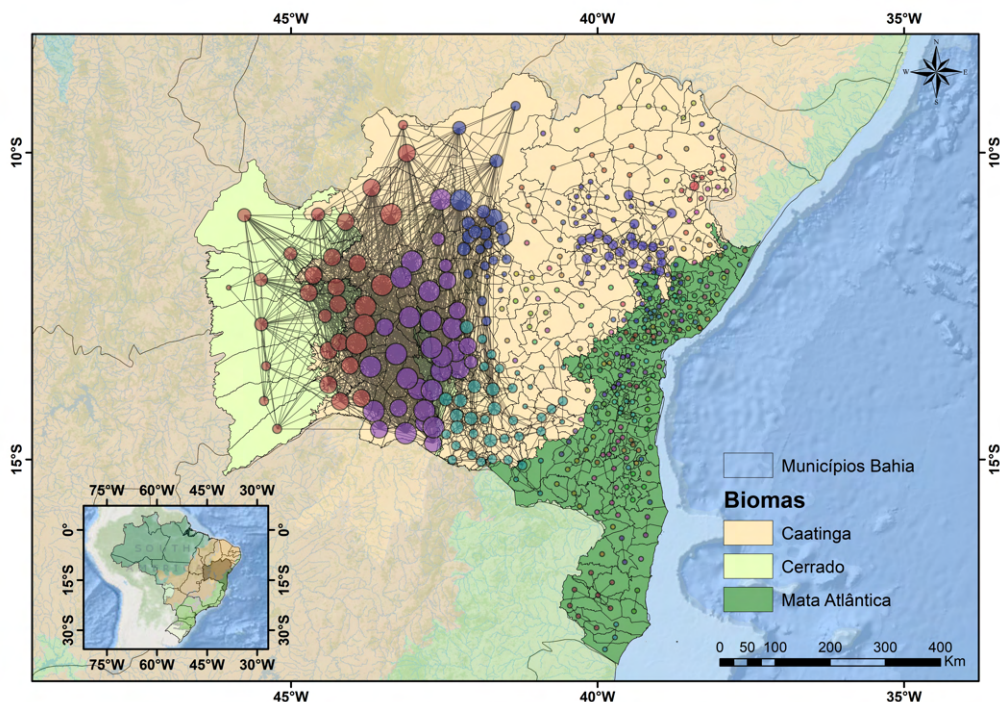 45°W 40°W 35°W
N
W E
S
10°S 10°S
15°S 15°S
Municípios Bahia
Biomas
Caatinga
Cerrado
Mata Atlântica
0 50 100 200 300 400
Km
75°W 60°W 45°W 30°W
0° 0°
SOUTH
15°S 15°S
30°S 30°S
75°W 60°W 45°W 30°W
45°W 40°W 35°W